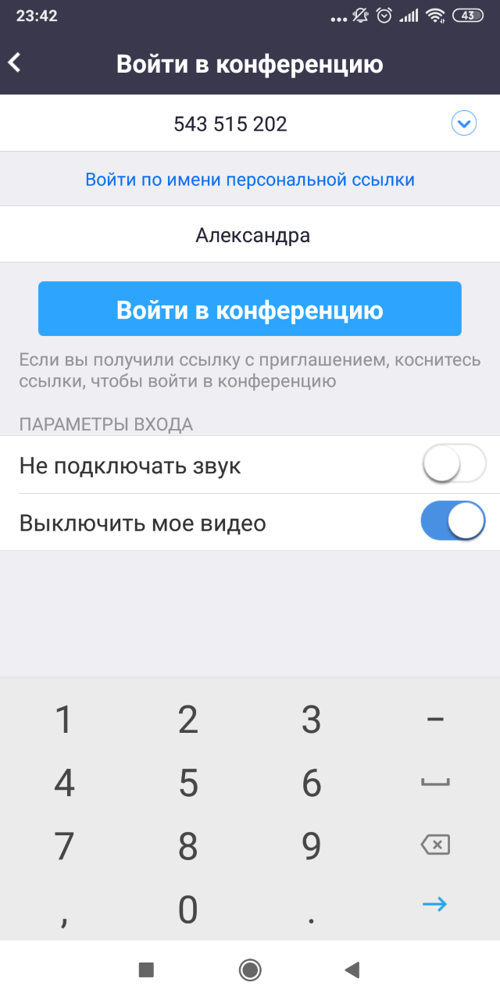 23:42
43
Войти в конференцию
543 515 202
Войти по имени персональной ссылки
Александра
Войти в конференцию
Если вы получили ссылку с приглашением, коснитесь
ссылки, чтобы войти в конференцию
ПАРАМЕТРЫ ВХОДА
Не подключать звук
Выключить мое видео
1 2 3 –
4 5 6
7 8 9
, 0 .